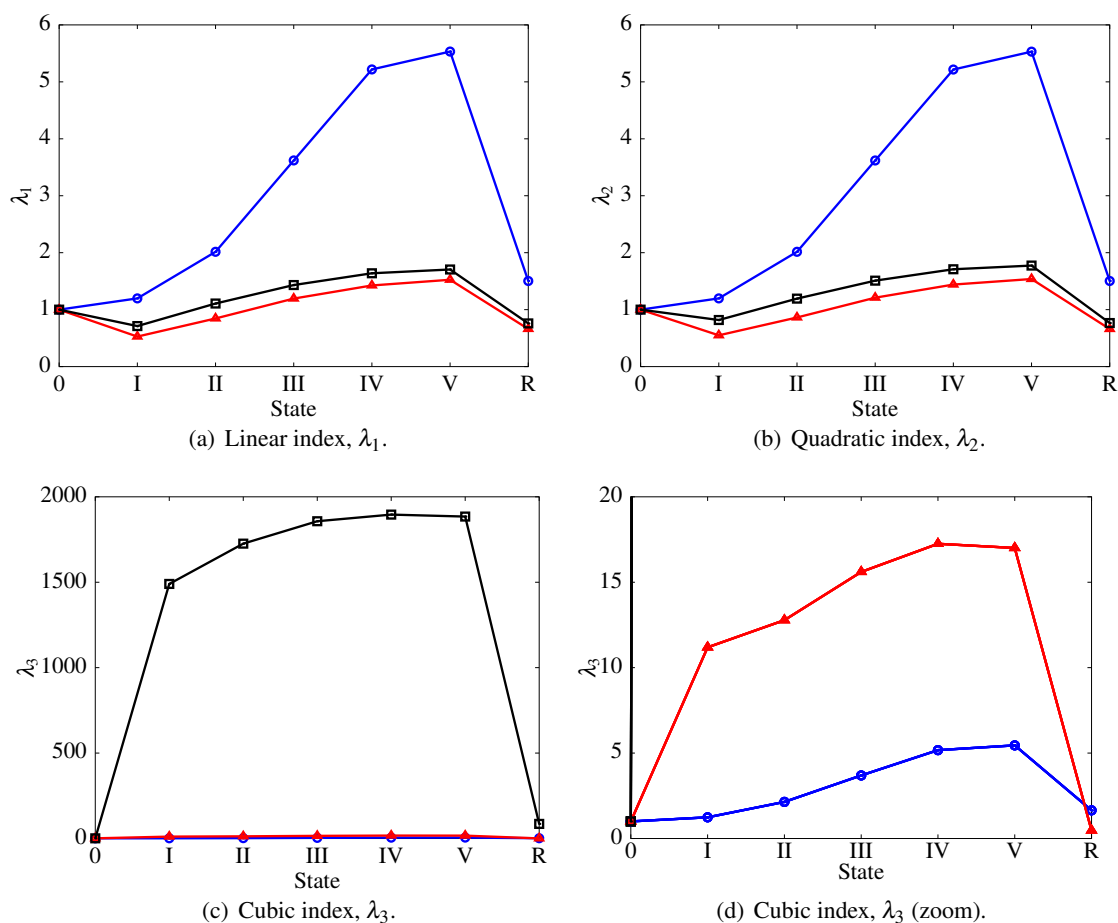 6
5
4
3
2
1
0
λ1
0 I II III IV V R
State
(a) Linear index, λ1.
6
5
4
3
2
1
0
λ2
0 I II III IV V R
State
(b) Quadratic index, λ2.
2000
1500
1000
500
0
λ3
0 I II III IV V R
State
(c) Cubic index, λ3.
20
15
10
5
0
λ3
0 I II III IV V R
State
(d) Cubic index, λ3 (zoom).